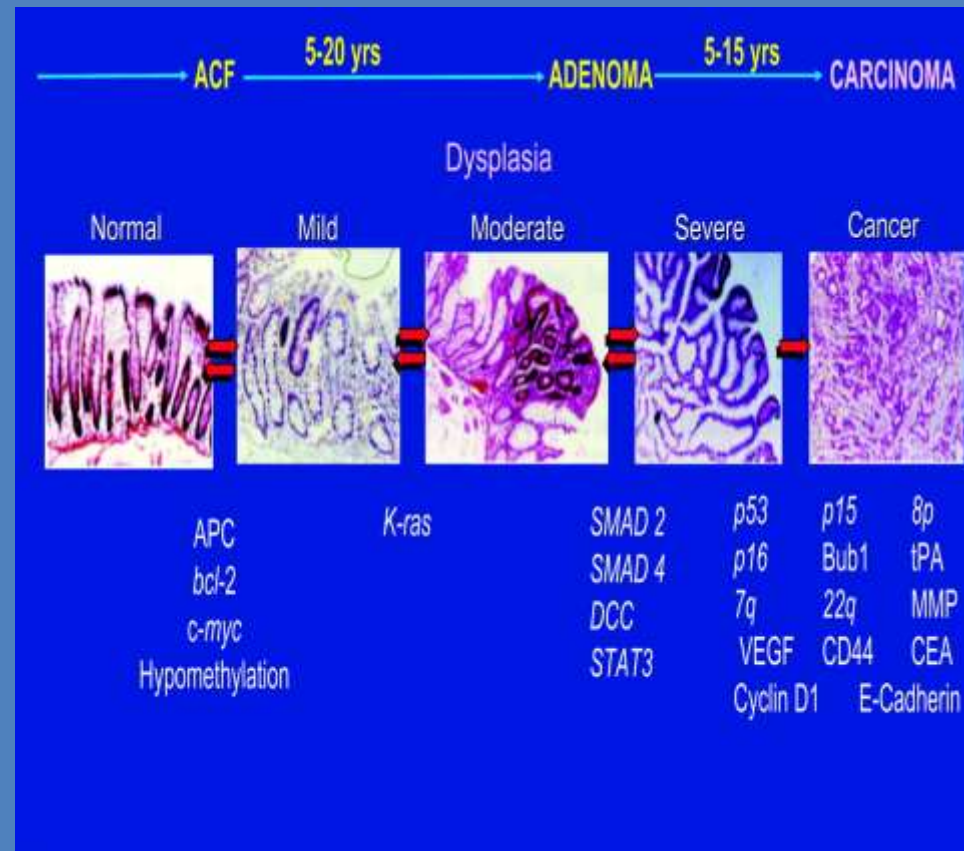 5-20 yrs 5-15 yrs
ACF ADENOMA CARCINOMA
Dysplasia
Normal Mild Moderate Severe Cancer
APC
bcl-2
c-myc
Hypomethylation
K-ras
SMAD 2
SMAD 4
DCC
STAT3
p53 p15 8p
p16 Bub1 tPA
7q 22q MMP
VEGF CD44 CEA
Cyclin D1 E-Cadherin